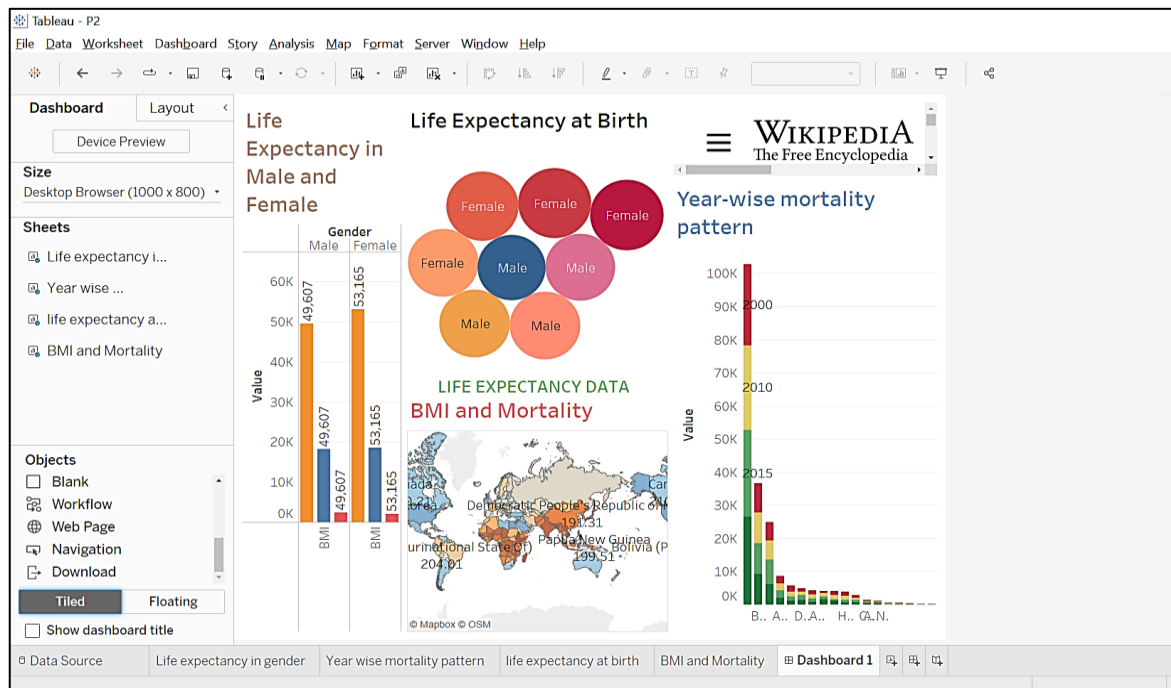 Tableau - P2
File Data Worksheet Dashboard Story Analysis Map Format Server Window Help
Dashboard Layout
Device Preview
Size
Desktop Browser (1000 x 800)
Sheets
Life expectancy i...
Year wise ...
life expectancy a...
BMI and Mortality
Objects
Blank
Workflow
Web Page
Navigation
Download
Tiled Floating
Show dashboard title
Life
Expectancy in
Male and
Female
Gender
Male Female
Value
60K
50K
40K
30K
20K
10K
0K
49,607
49,607
49,607
53,165
53,165
53,165
BMI BMI
Life Expectancy at Birth
Female
Female
Female
Female
Male
Male
Male
Male
LIFE EXPECTANCY DATA
BMI and Mortality
Democratic People's Republic of
191.31
Papua New Guinea
199.51
urinational State Of)
204.01
Bolivia (P
© Mapbox © OSM
WIKIPEDIA
The Free Encyclopedia
Year-wise mortality
pattern
Value
100K
90K
80K
70K
60K
50K
40K
30K
20K
10K
0K
2000
2010
2015
B.. A.. D.. A.. H..
Data Source Life expectancy in gender Year wise mortality pattern life expectancy at birth BMI and Mortality Dashboard 1